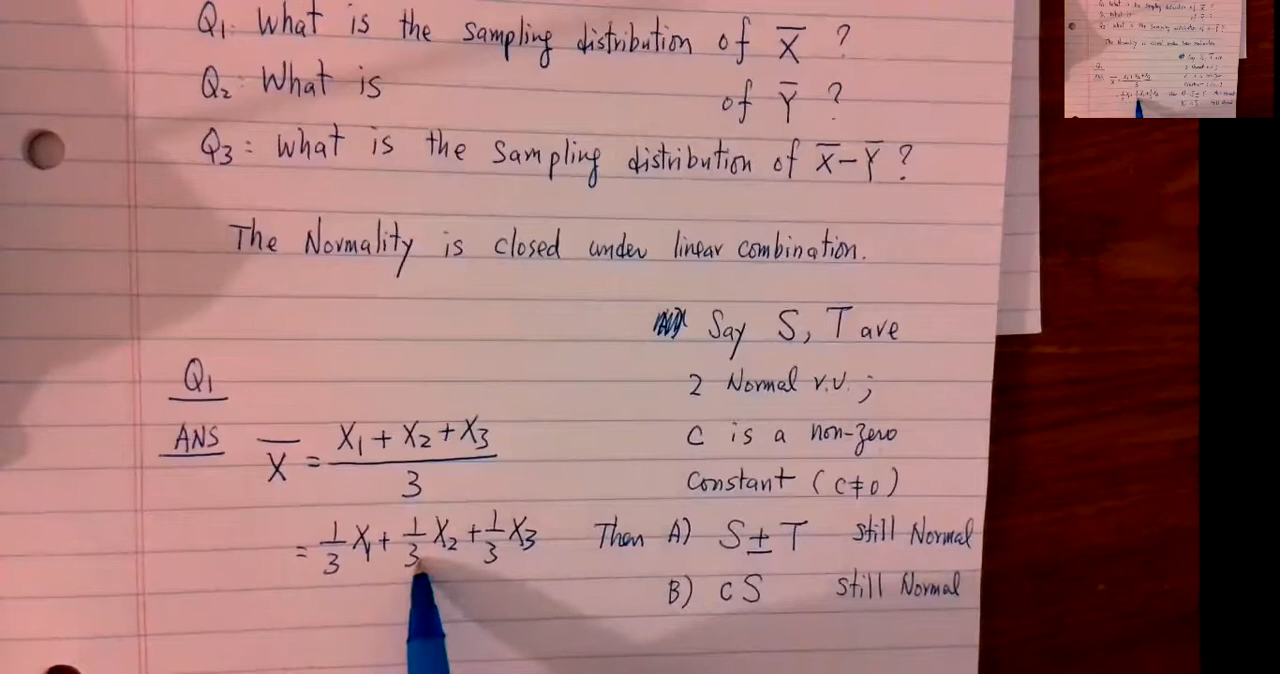 Q1: What is the sampling distribution of X̄ ?
Q2: What is of Ȳ ?
Q3: What is the sampling distribution of X̄ - Ȳ ?
The Normality is closed under linear combination.
Say S, T are
2 Normal r.v. ;
C is a non-zero
Constant (c≠0)
Then A) S ± T still Normal
B) cS still Normal
Q1
ANS X̄ = (X1 + X2 + X3) / 3
= 1/3 X1 + 1/3 X2 + 1/3 X3